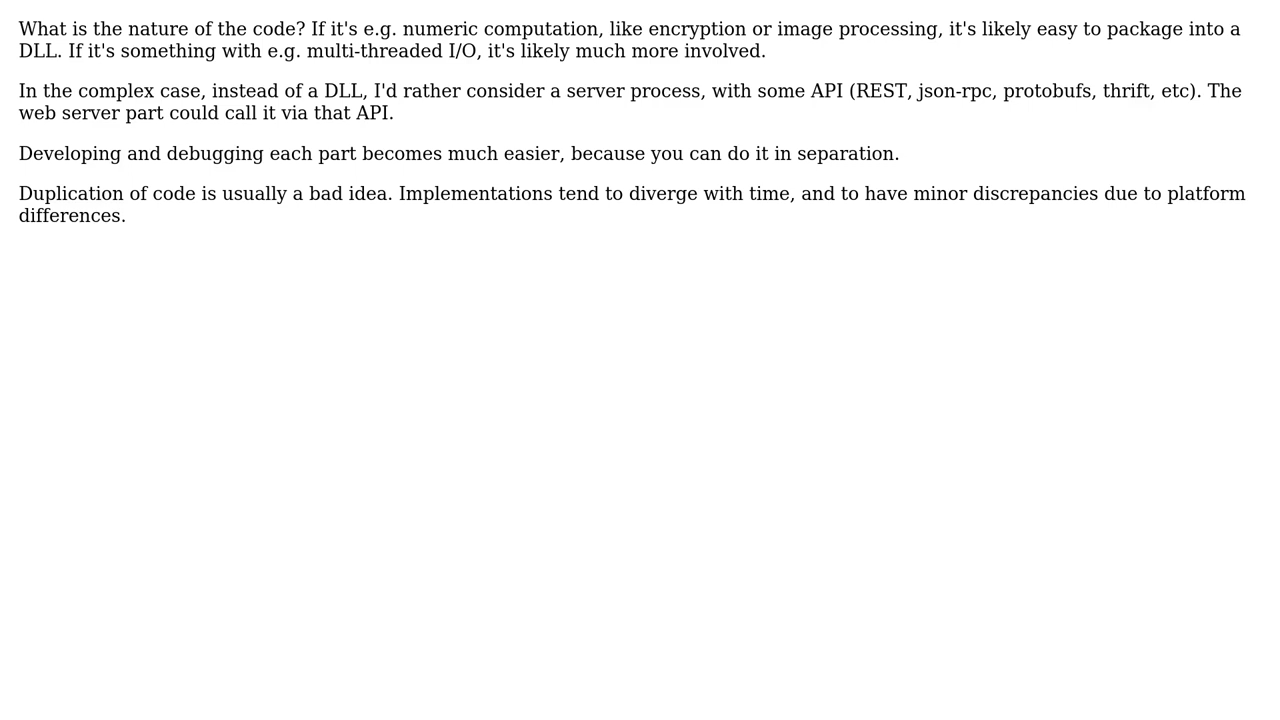 What is the nature of the code? If it's e.g. numeric computation, like encryption or image processing, it's likely easy to package into a
DLL. If it's something with e.g. multi-threaded I/O, it's likely much more involved.
In the complex case, instead of a DLL, I'd rather consider a server process, with some API (REST, json-rpc, protobufs, thrift, etc). The
web server part could call it via that API.
Developing and debugging each part becomes much easier, because you can do it in separation.
Duplication of code is usually a bad idea. Implementations tend to diverge with time, and to have minor discrepancies due to platform
differences.